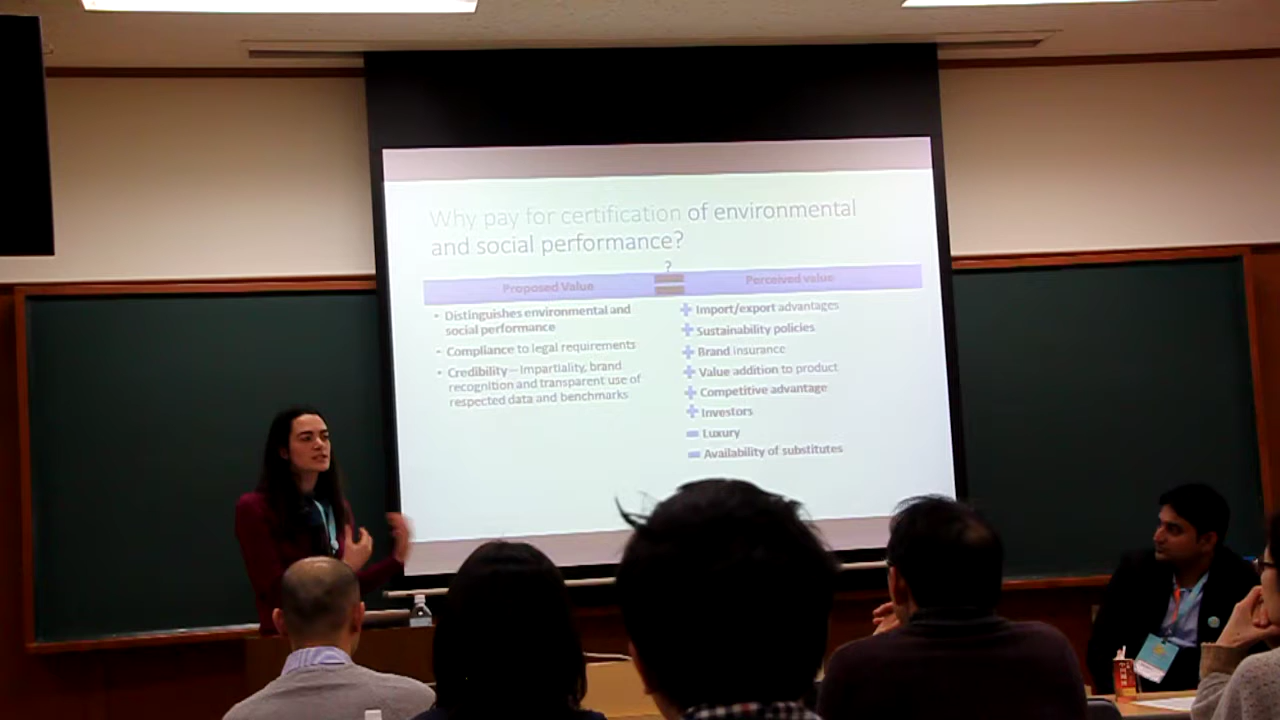 Why pay for certification of environmental
and social performance?
?
Proposed Value
Perceived value
• Distinguishes environmental and
social performance
• Compliance to legal requirements
• Credibility – Impartiality, brand
recognition and transparent use of
respected data and benchmarks
Import/export advantages
Sustainability policies
Brand insurance
Value addition to product
Competitive advantage
Investors
Luxury
Availability of substitutes